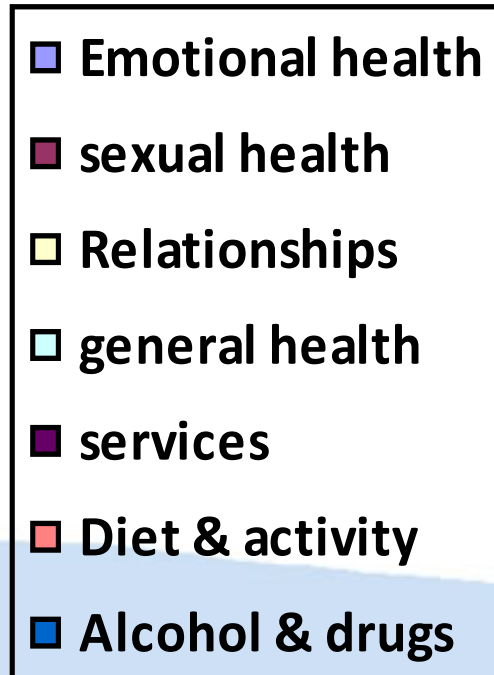 Emotional health
sexual health
Relationships
general health
services
Diet & activity
Alcohol & drugs